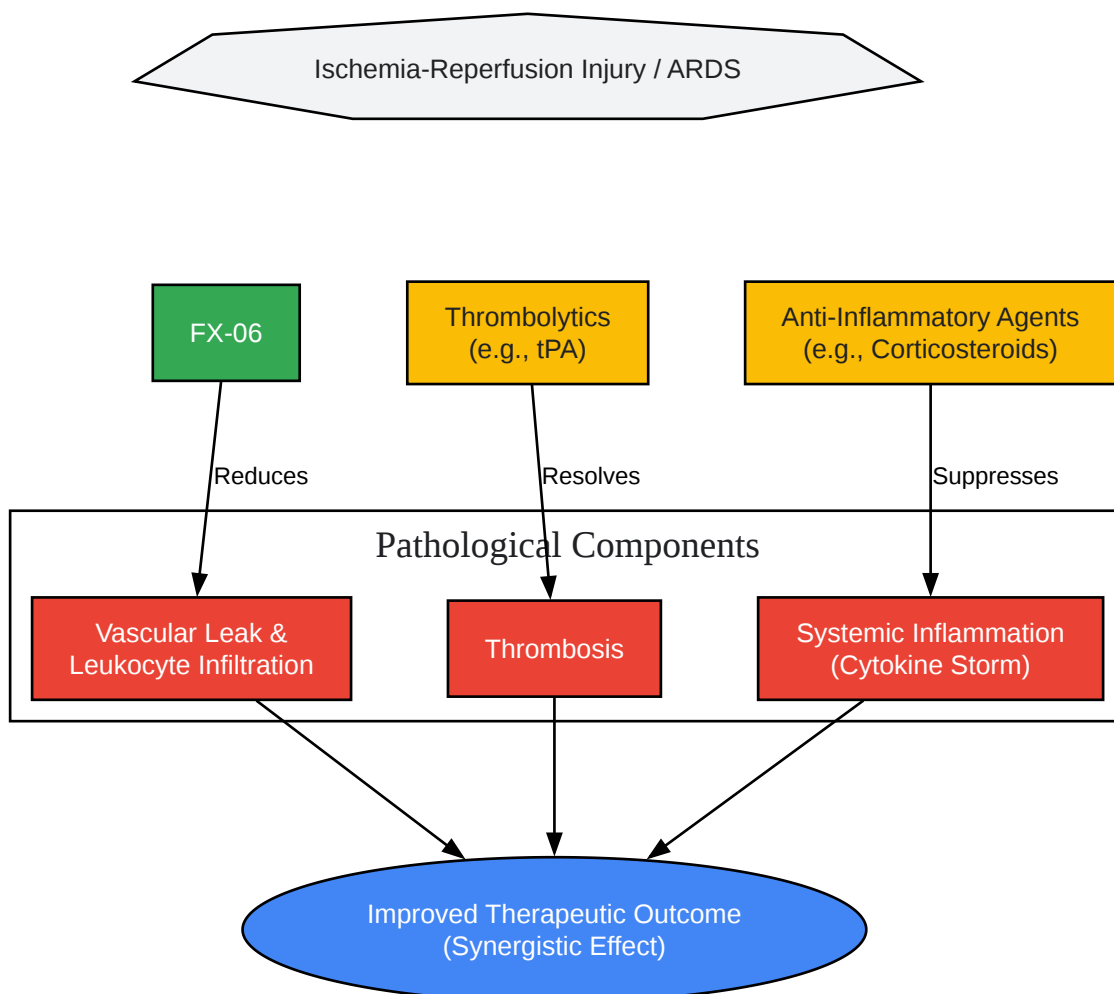 Ischemia-Reperfusion Injury / ARDS
FX-06
Thrombolytics
(e.g., tPA)
Anti-Inflammatory Agents
(e.g., Corticosteroids)
Reduces
Resolves
Suppresses
Pathological Components
Vascular Leak &
Leukocyte Infiltration
Thrombosis
Systemic Inflammation
(Cytokine Storm)
Improved Therapeutic Outcome
(Synergistic Effect)